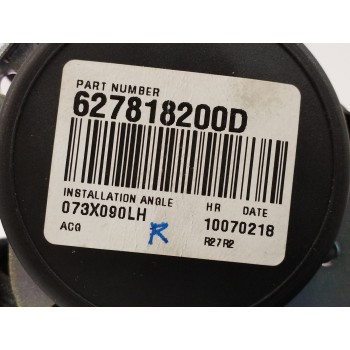 PART NUMBER
627818200D
INSTALLATION ANGLE HR DATE
073X090LH 10070218
ACG R R27R2